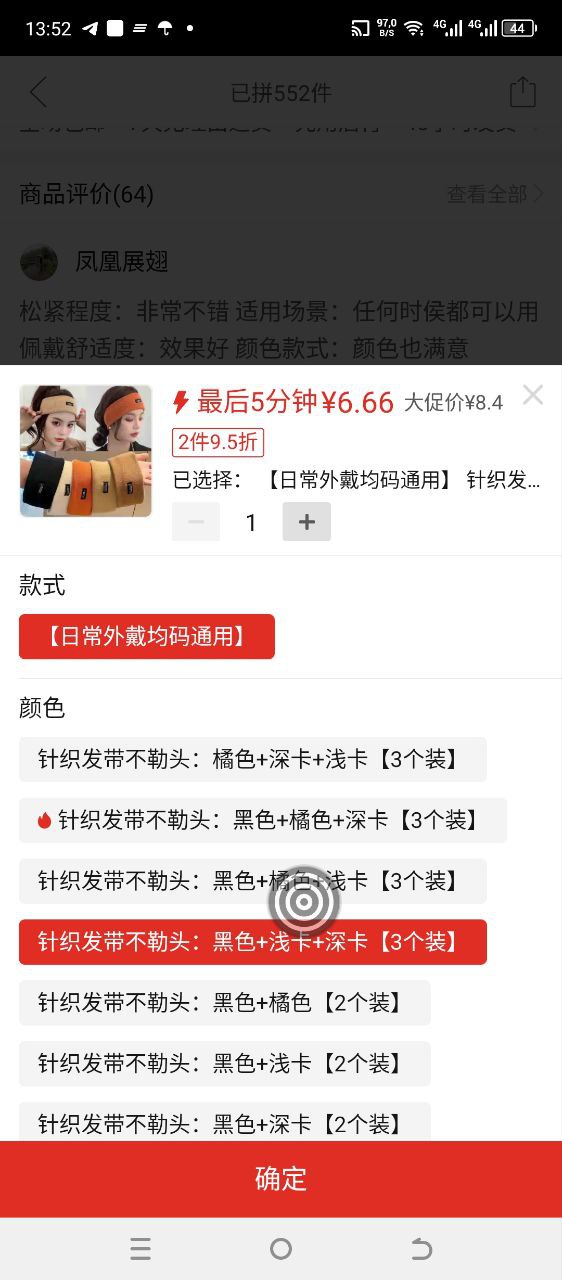 13:52
97,0
B/S
4G
4G
44
已拼552件
商品评价(64)
查看全部
凤凰展翅
松紧程度：非常不错 适用场景：任何时侯都可以用
佩戴舒适度：效果好 颜色款式：颜色也满意
最后5分钟¥6.66 大促价¥8.4
2件9.5折
已选择： 【日常外戴均码通用】 针织发...
1
款式
【日常外戴均码通用】
颜色
针织发带不勒头：橘色+深卡+浅卡【3个装】
针织发带不勒头：黑色+橘色+深卡【3个装】
针织发带不勒头：黑色+橘色+浅卡【3个装】
针织发带不勒头：黑色+浅卡+深卡【3个装】
针织发带不勒头：黑色+橘色【2个装】
针织发带不勒头：黑色+浅卡【2个装】
针织发带不勒头：黑色+深卡【2个装】
确定